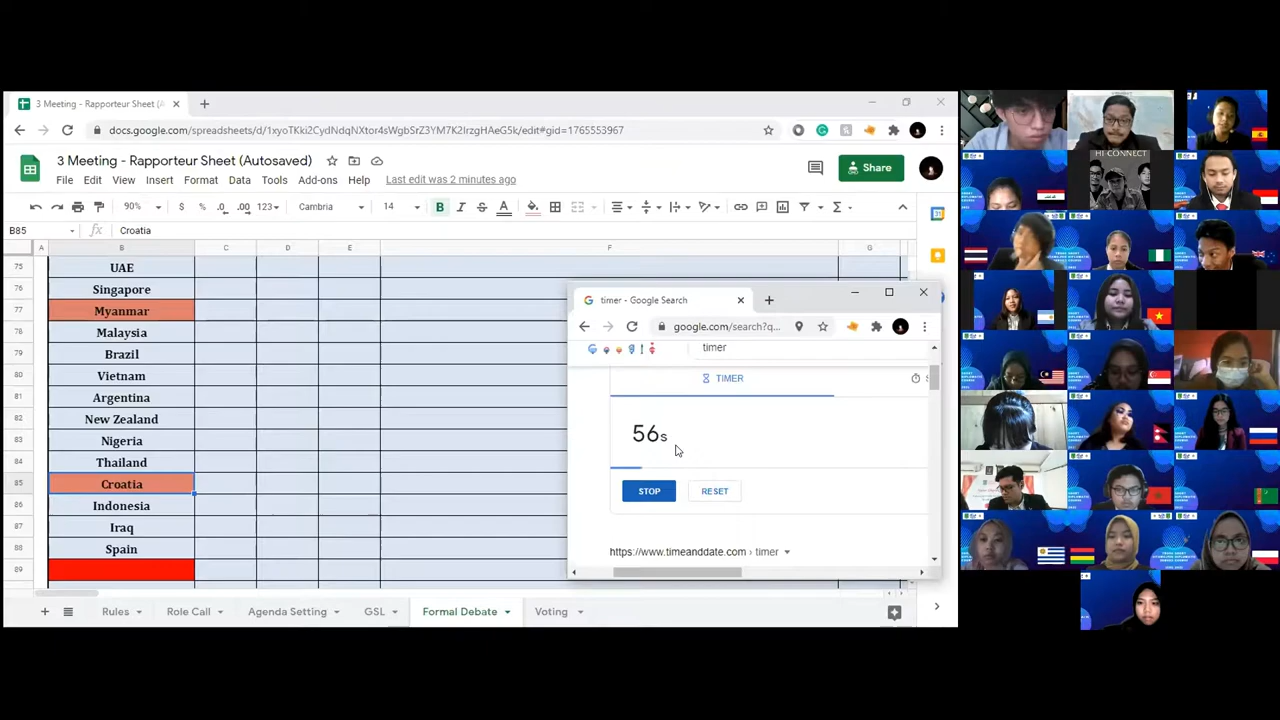 3 Meeting - Rapporteur Sheet (A
docs.google.com/spreadsheets/d/1xyoTKki2CydNdqNXtor4sWgbSrZ3YM7K2IrzgHAeG5k/edit#gid=1765553967
3 Meeting - Rapporteur Sheet (Autosaved)
File Edit View Insert Format Data Tools Add-ons Help Last edit was 2 minutes ago
Share
90% $ % .0 .00 123 Cambria 14 B I S A
B85 fx Croatia
A B C D E F G
75 UAE
76 Singapore
77 Myanmar
78 Malaysia
79 Brazil
80 Vietnam
81 Argentina
82 New Zealand
83 Nigeria
84 Thailand
85 Croatia
86 Indonesia
87 Iraq
88 Spain
89
Rules Role Call Agenda Setting GSL Formal Debate Voting
timer - Google Search
google.com/search?q...
timer
TIMER S
56s
STOP RESET
https://www.timeanddate.com › timer
HI CONNECT